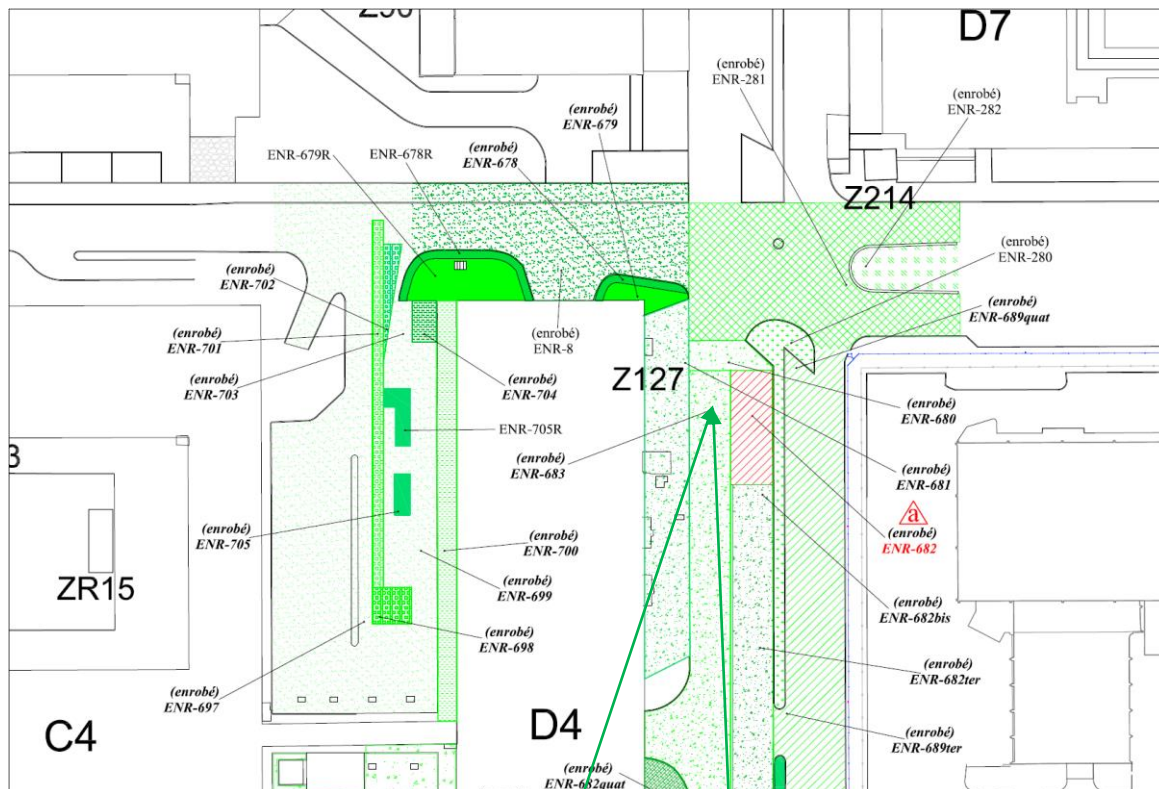 D7
(enrobé)
ENR-281
(enrobé)
ENR-282
(enrobé)
ENR-679
(enrobé)
ENR-678
ENR-679R
ENR-678R
Z214
(enrobé)
ENR-280
(enrobé)
ENR-702
(enrobé)
ENR-689quat
(enrobé)
ENR-701
(enrobé)
ENR-8
(enrobé)
ENR-703
(enrobé)
ENR-704
Z127
(enrobé)
ENR-680
ENR-705R
(enrobé)
ENR-683
(enrobé)
ENR-681
a
(enrobé)
ENR-682
(enrobé)
ENR-705
(enrobé)
ENR-700
ZR15
(enrobé)
ENR-699
(enrobé)
ENR-682bis
(enrobé)
ENR-698
(enrobé)
ENR-682ter
(enrobé)
ENR-697
C4
D4
(enrobé)
ENR-689ter
(enrobé)
ENR-682quat